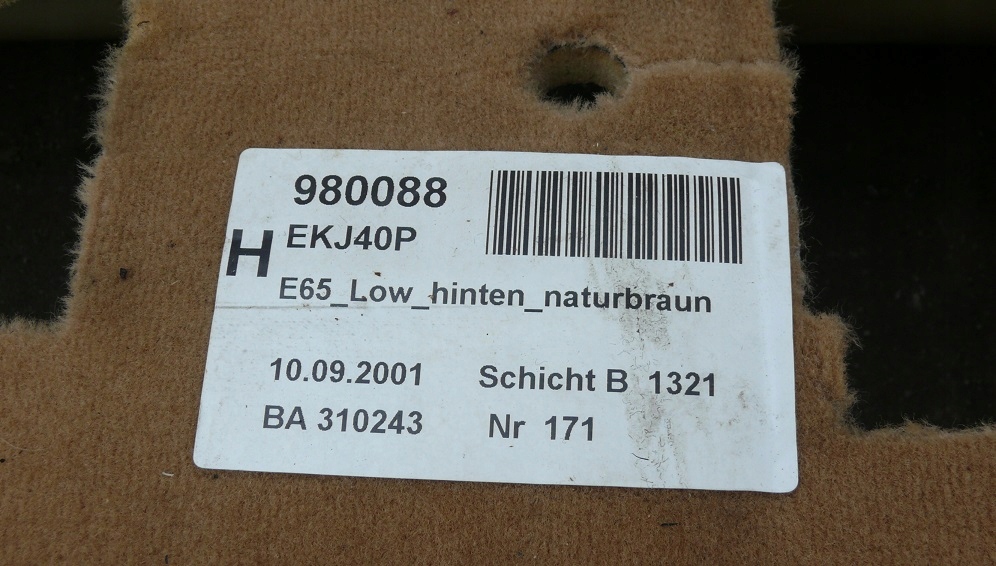 980088
EKJ40P
H
E65_Low_hinten_naturbraun
10.09.2001 Schicht B 1321
BA 310243 Nr 171